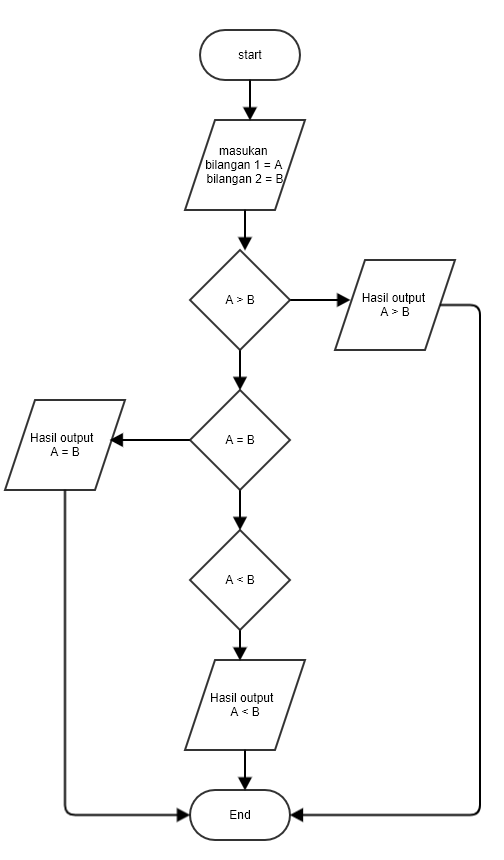 start
masukan
bilangan 1 = A
bilangan 2 = B
A > B
Hasil output
A > B
A = B
Hasil output
A = B
A < B
Hasil output
A < B
End